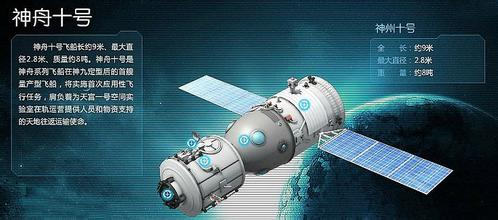 神舟十号
神舟十号飞船长约9米、最大直
径2.8米、质量约8吨。神舟十号是
神舟系列飞船在神九定型后的首艘
量产型飞船，将实施首次应用性飞
行任务，肩负着为天宫一号空间实
验室在轨运营提供人员和物资支持
的天地往返运输使命。
神州十号
全 长：约9米
最大直径：2.8米
重 量：约8吨